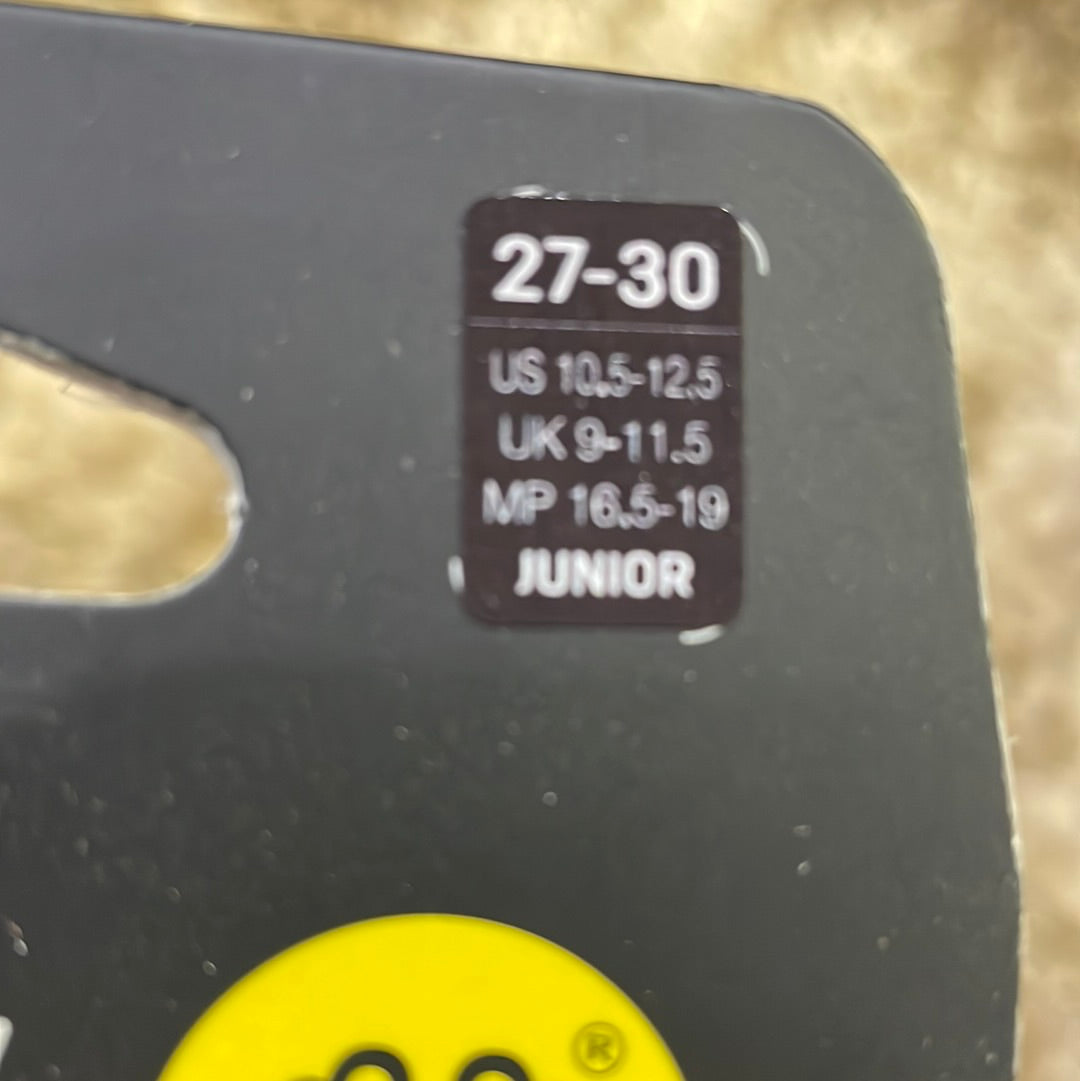 27-30
US 10.5-12.5
UK 9-11.5
MP 16.5-19
JUNIOR
®